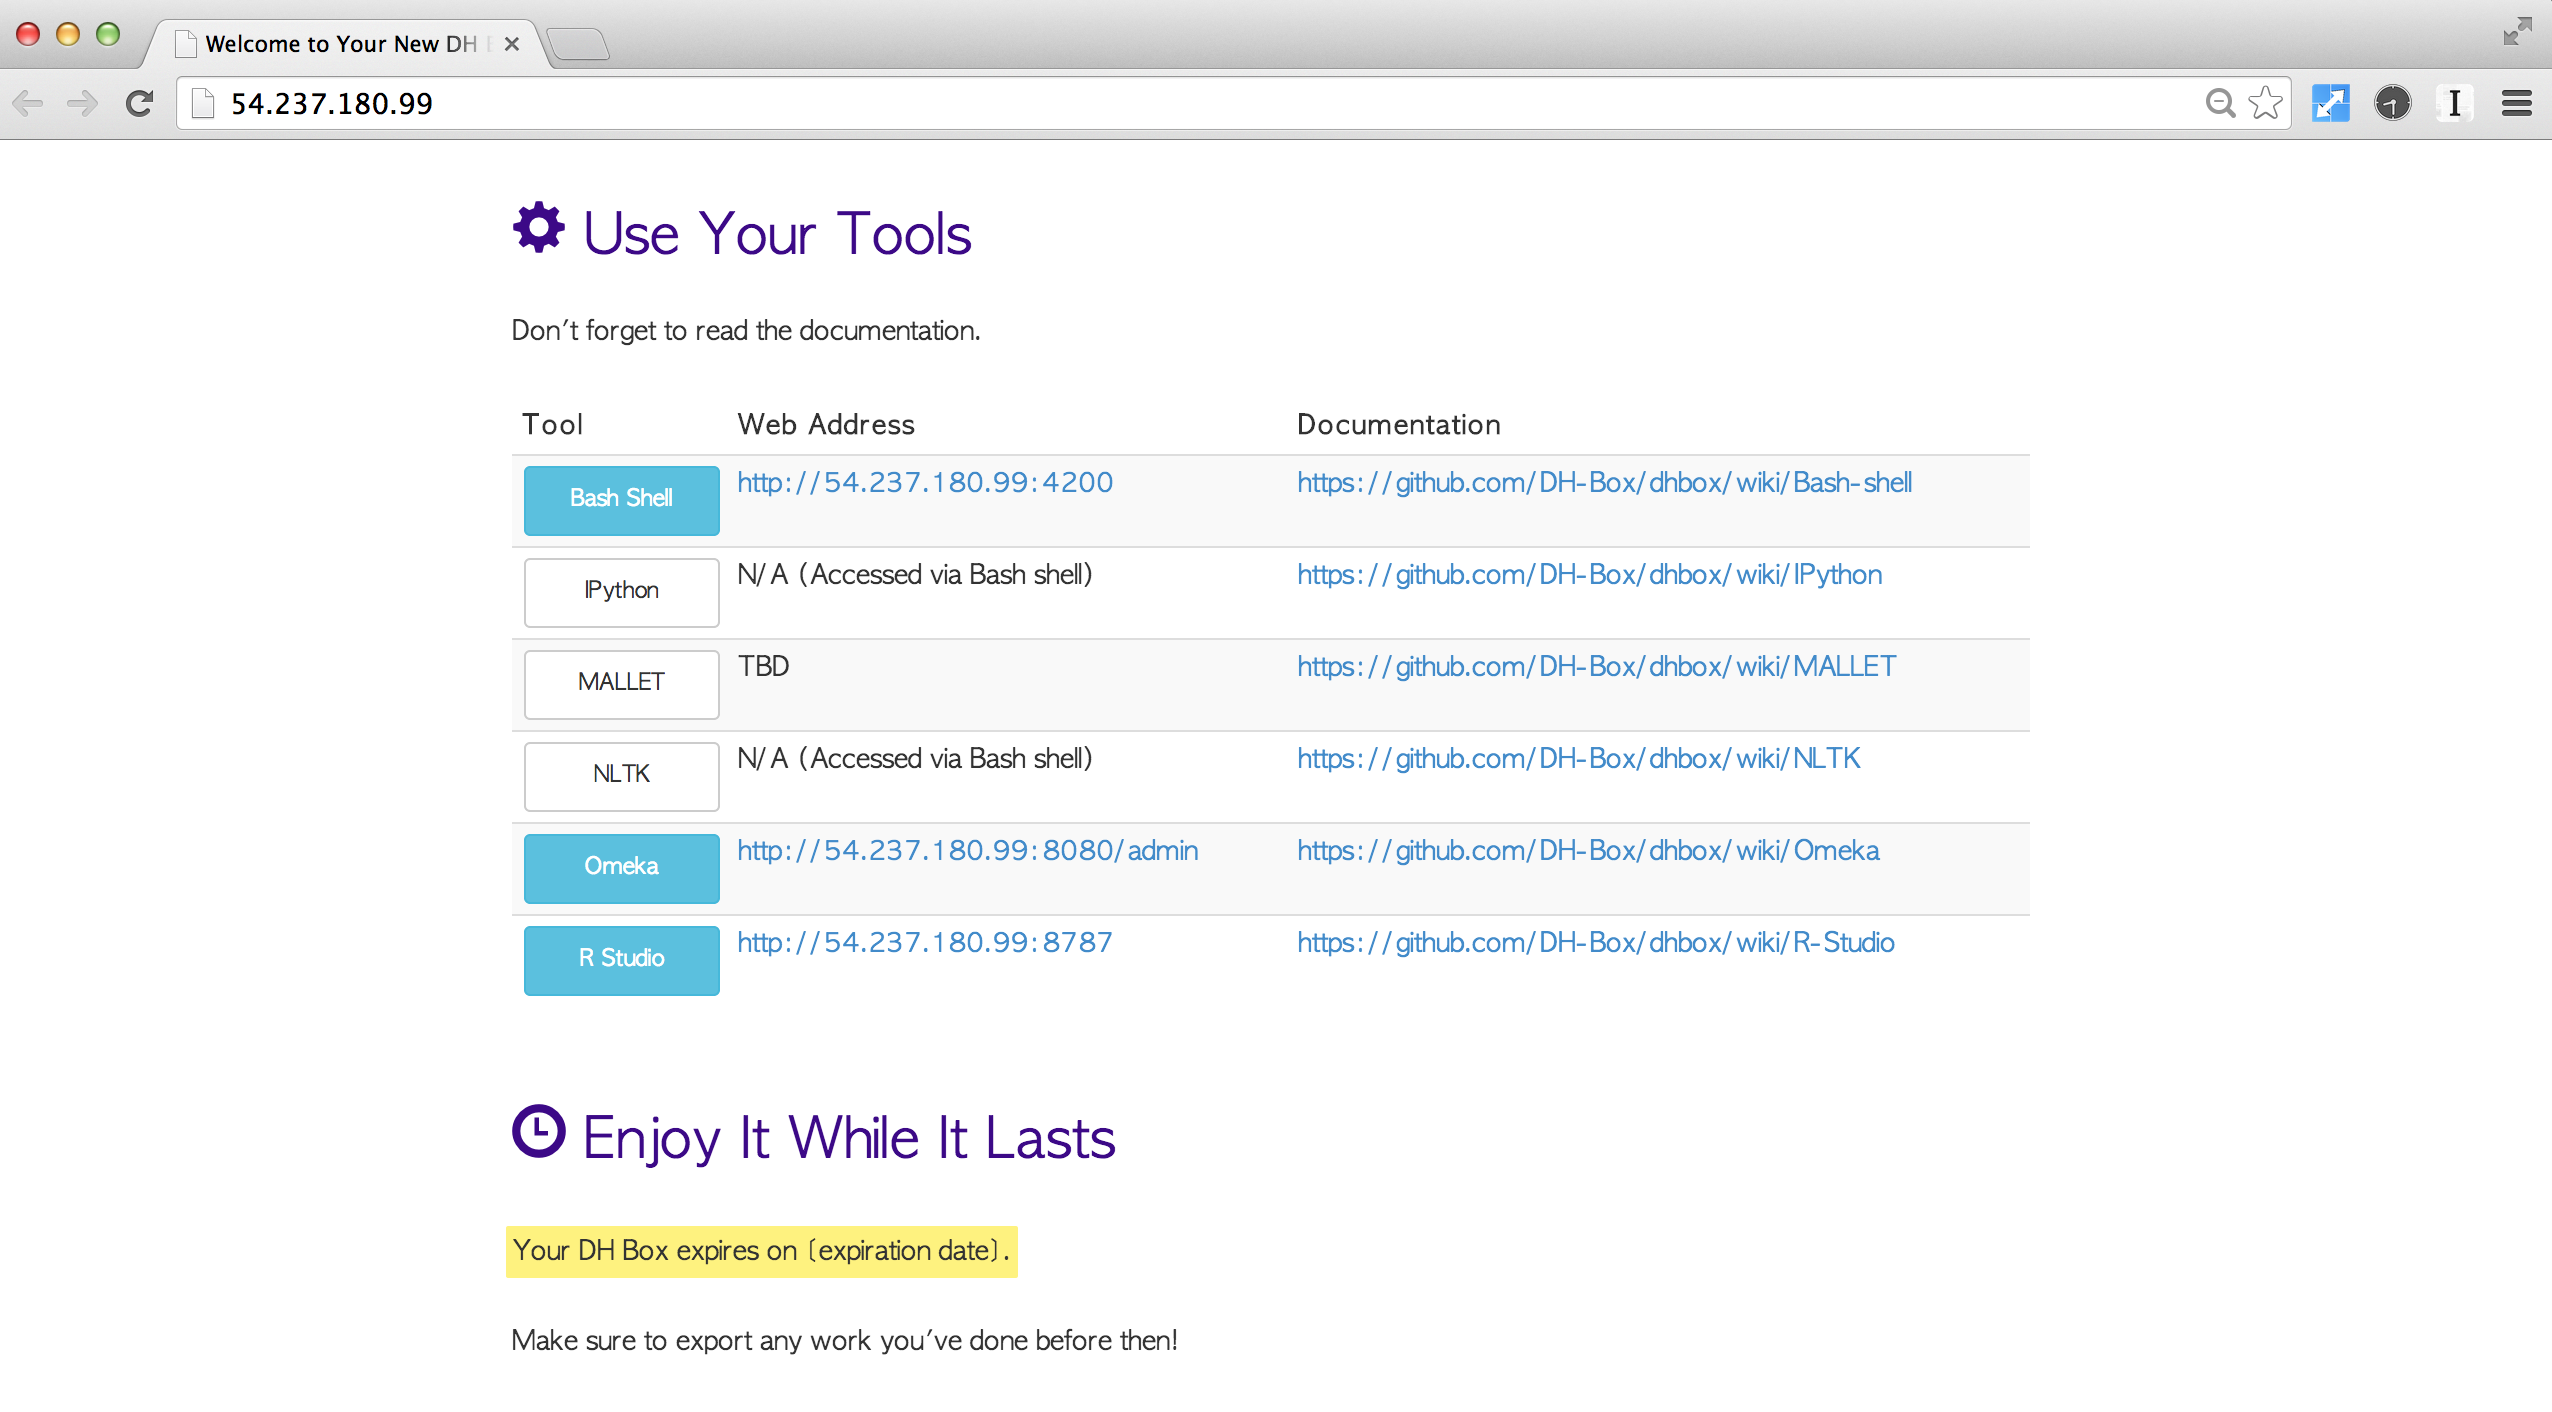 Welcome to Your New DH
54.237.180.99
I
Use Your Tools
Don't forget to read the documentation.
Tool Web Address Documentation
Bash Shell http://54.237.180.99:4200 https://github.com/DH-Box/dhbox/wiki/Bash-shell
IPython N/A (Accessed via Bash shell) https://github.com/DH-Box/dhbox/wiki/IPython
MALLET TBD https://github.com/DH-Box/dhbox/wiki/MALLET
NLTK N/A (Accessed via Bash shell) https://github.com/DH-Box/dhbox/wiki/NLTK
Omeka http://54.237.180.99:8080/admin https://github.com/DH-Box/dhbox/wiki/Omeka
R Studio http://54.237.180.99:8787 https://github.com/DH-Box/dhbox/wiki/R-Studio
Enjoy It While It Lasts
Your DH Box expires on [expiration date].
Make sure to export any work you've done before then!